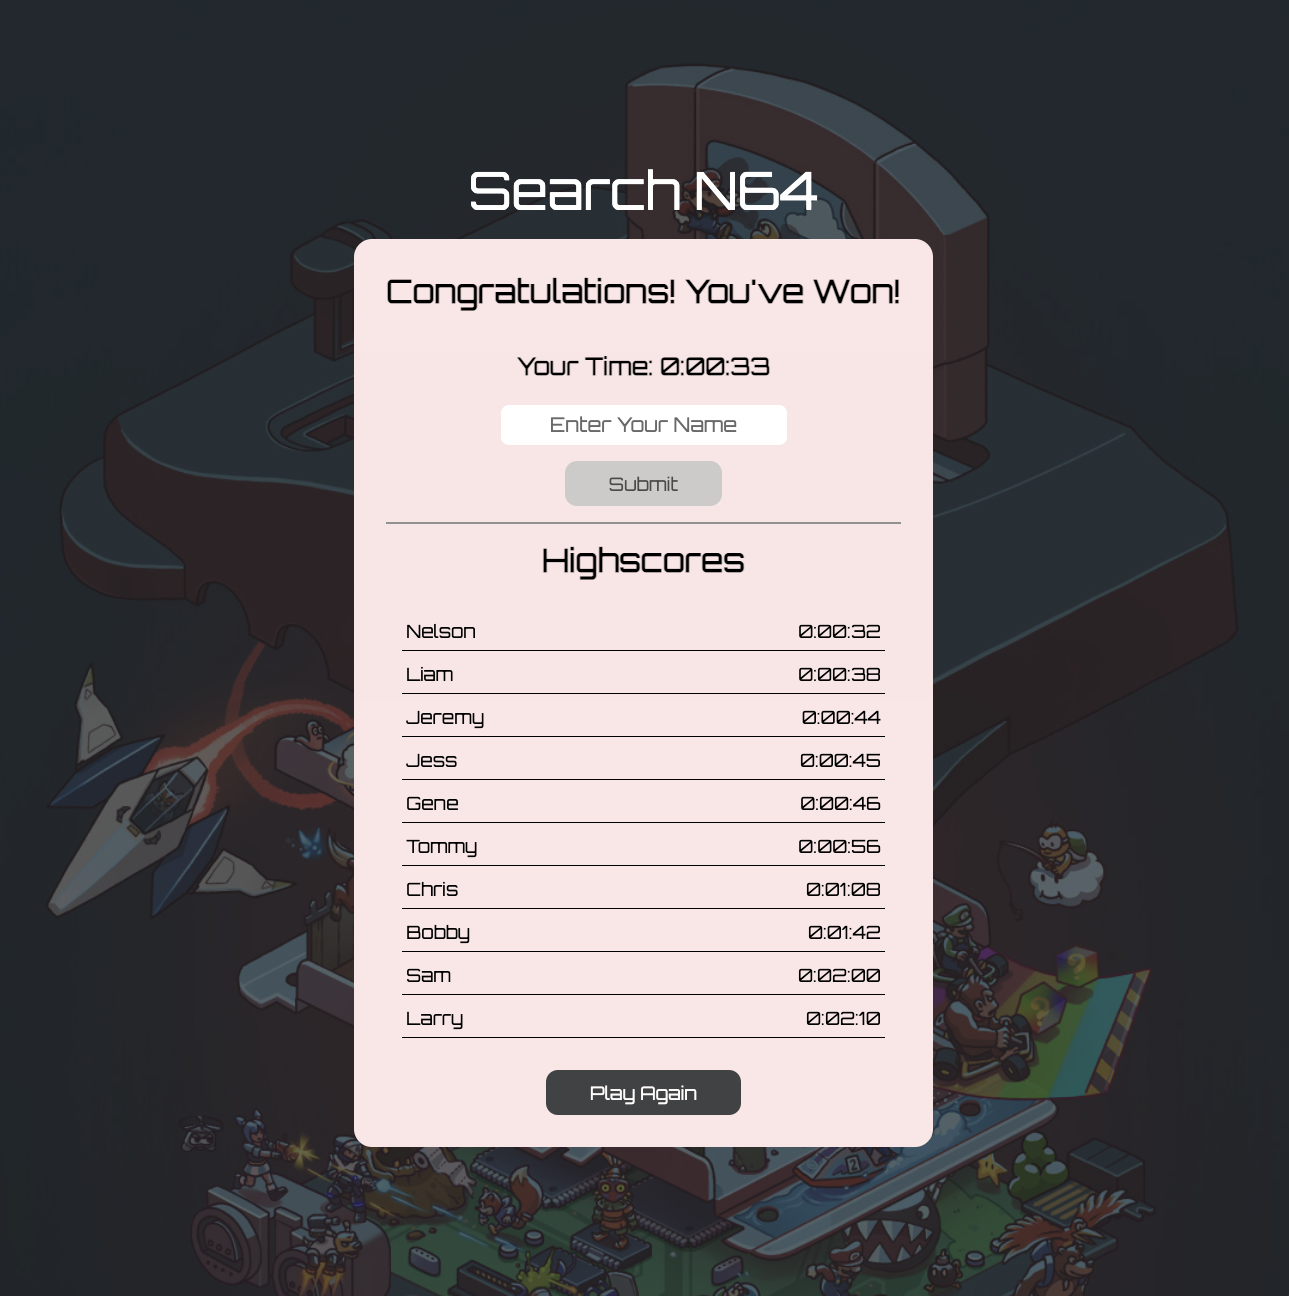 Search N64
Congratulations! You've Won!
Your Time: 0:00:33
Enter Your Name
Submit
Highscores
Nelson 0:00:32
Liam 0:00:38
Jeremy 0:00:44
Jess 0:00:45
Gene 0:00:46
Tommy 0:00:56
Chris 0:01:08
Bobby 0:01:42
Sam 0:02:00
Larry 0:02:10
Play Again
?
?
2